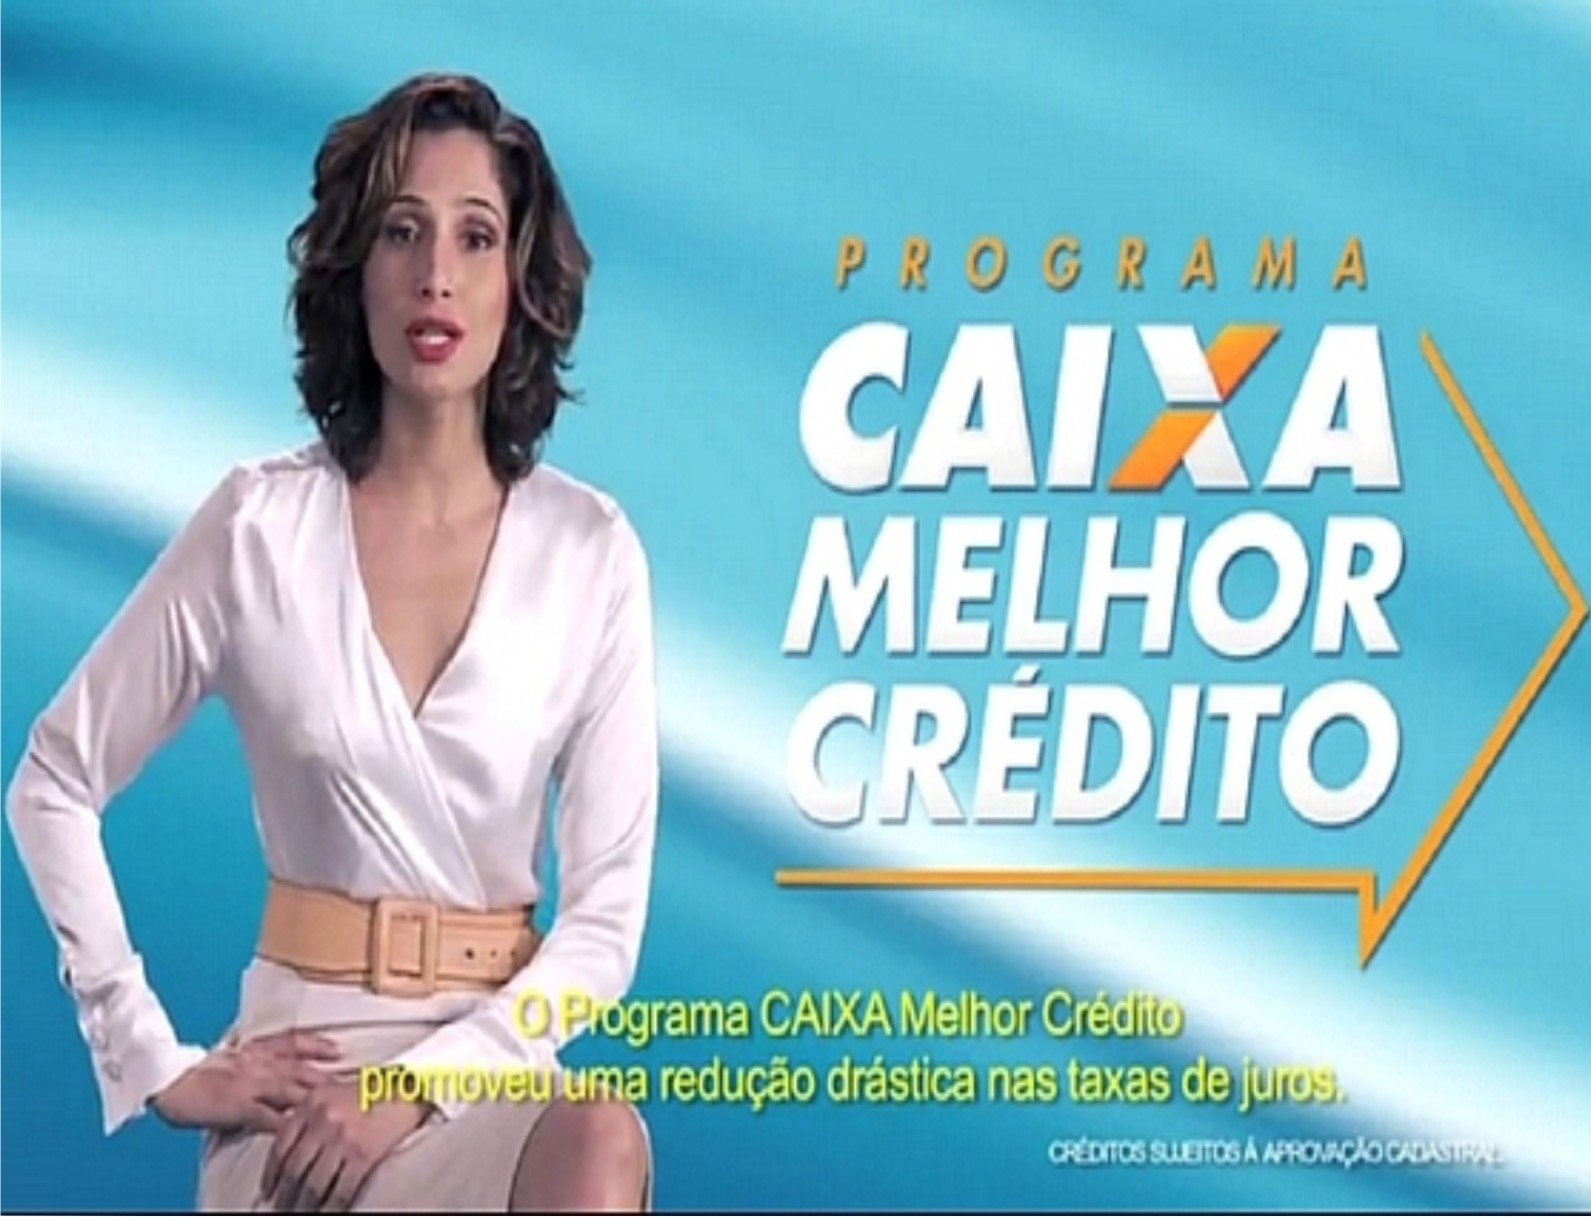 PROGRAMA
CAIXA
MELHOR
CRÉDITO
O Programa CAIXA Melhor Crédito
promoveu uma redução drástica nas taxas de juros.
CRÉDITOS SUJEITOS À APROVAÇÃO CADASTRAL.